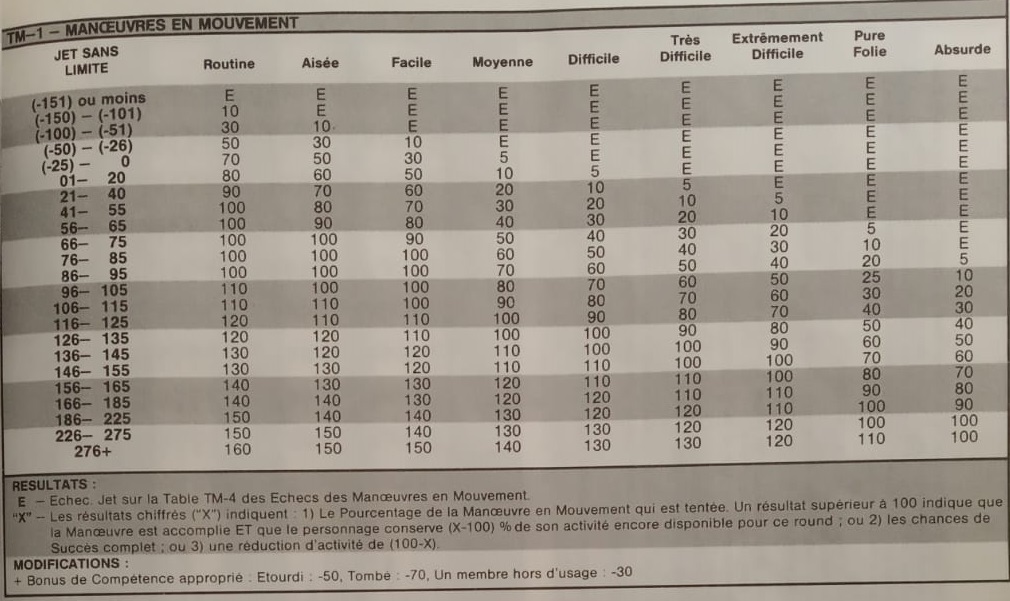 TM–1 – MANŒUVRES EN MOUVEMENT
JET SANS LIMITE Routine Aisée Facile Moyenne Difficile Très Difficile Extrêmement Difficile Pure Folie Absurde
(-151) ou moins E E E E E E E E E
(-150) – (-101) 10 E E E E E E E E
(-100) – (-51) 30 10 E E E E E E E
(-50) – (-26) 50 30 10 E E E E E E
(-25) – 0 70 50 30 5 E E E E E
01– 20 80 60 50 10 5 E E E E
21– 40 90 70 60 20 10 5 E E E
41– 55 100 80 70 30 20 10 5 E E
56– 65 100 90 80 40 30 20 10 E E
66– 75 100 100 90 50 40 30 20 5 E
76– 85 100 100 100 60 50 40 30 10 E
86– 95 100 100 100 70 60 50 40 20 5
96– 105 110 100 100 80 70 60 50 25 10
106– 115 110 110 100 90 80 70 60 30 20
116– 125 120 110 110 100 90 80 70 40 30
126– 135 120 120 110 100 100 90 80 50 40
136– 145 130 120 120 110 100 100 90 60 50
146– 155 130 130 120 110 110 100 100 70 60
156– 165 140 130 130 120 110 110 100 80 70
166– 185 140 140 130 120 120 110 110 90 80
186– 225 150 140 140 130 120 120 110 100 90
226– 275 150 150 140 130 130 120 120 100 100
276+ 160 150 150 140 130 130 120 110 100
RESULTATS :
E – Echec. Jet sur la Table TM-4 des Echecs des Manœuvres en Mouvement.
"X" – Les résultats chiffrés ("X") indiquent : 1) Le Pourcentage de la Manœuvre en Mouvement qui est tentée. Un résultat supérieur à 100 indique que
la Manœuvre est accomplie ET que le personnage conserve (X-100) % de son activité encore disponible pour ce round ; ou 2) les chances de
Succès complet ; ou 3) une réduction d'activité de (100-X).
MODIFICATIONS :
+ Bonus de Compétence approprié : Etourdi : -50, Tombé : -70, Un membre hors d'usage : -30